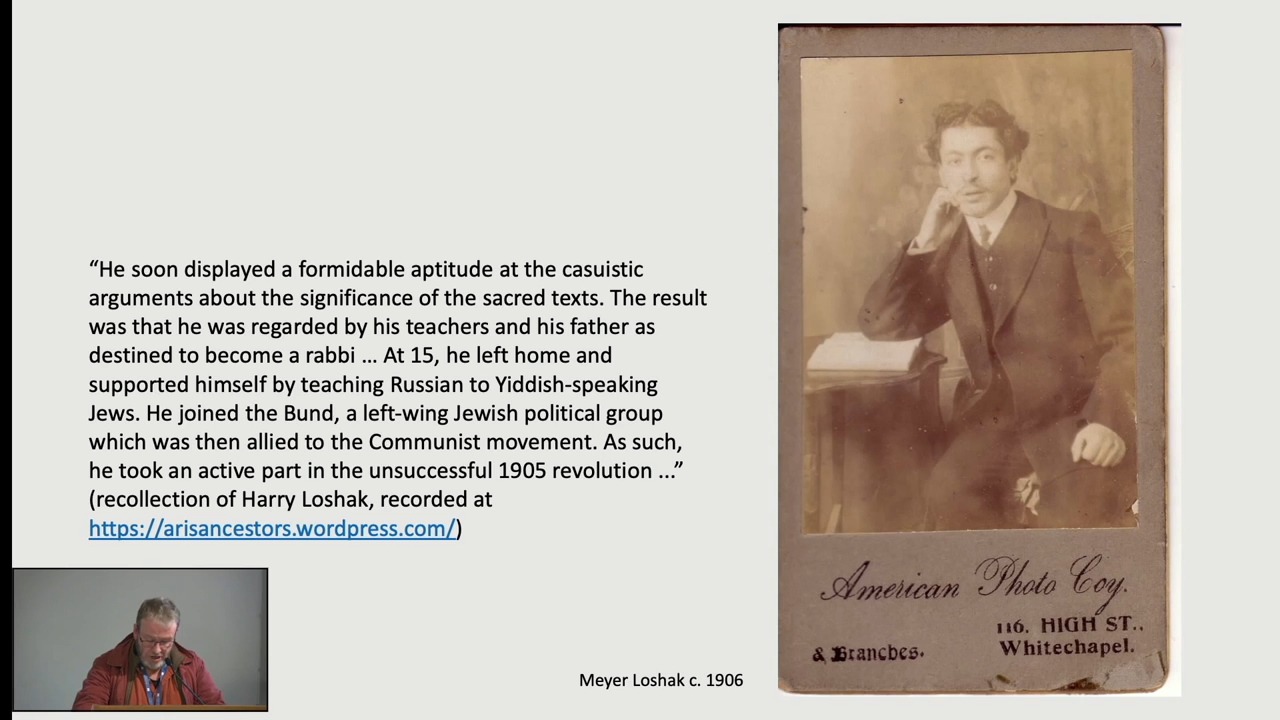 “He soon displayed a formidable aptitude at the casuistic
arguments about the significance of the sacred texts. The result
was that he was regarded by his teachers and his father as
destined to become a rabbi ... At 15, he left home and
supported himself by teaching Russian to Yiddish-speaking
Jews. He joined the Bund, a left-wing Jewish political group
which was then allied to the Communist movement. As such,
he took an active part in the unsuccessful 1905 revolution ...”
(recollection of Harry Loshak, recorded at
https://arisancestors.wordpress.com/)
Meyer Loshak c. 1906
American Photo Coy.
116. HIGH ST.,
& Branches. Whitechapel.